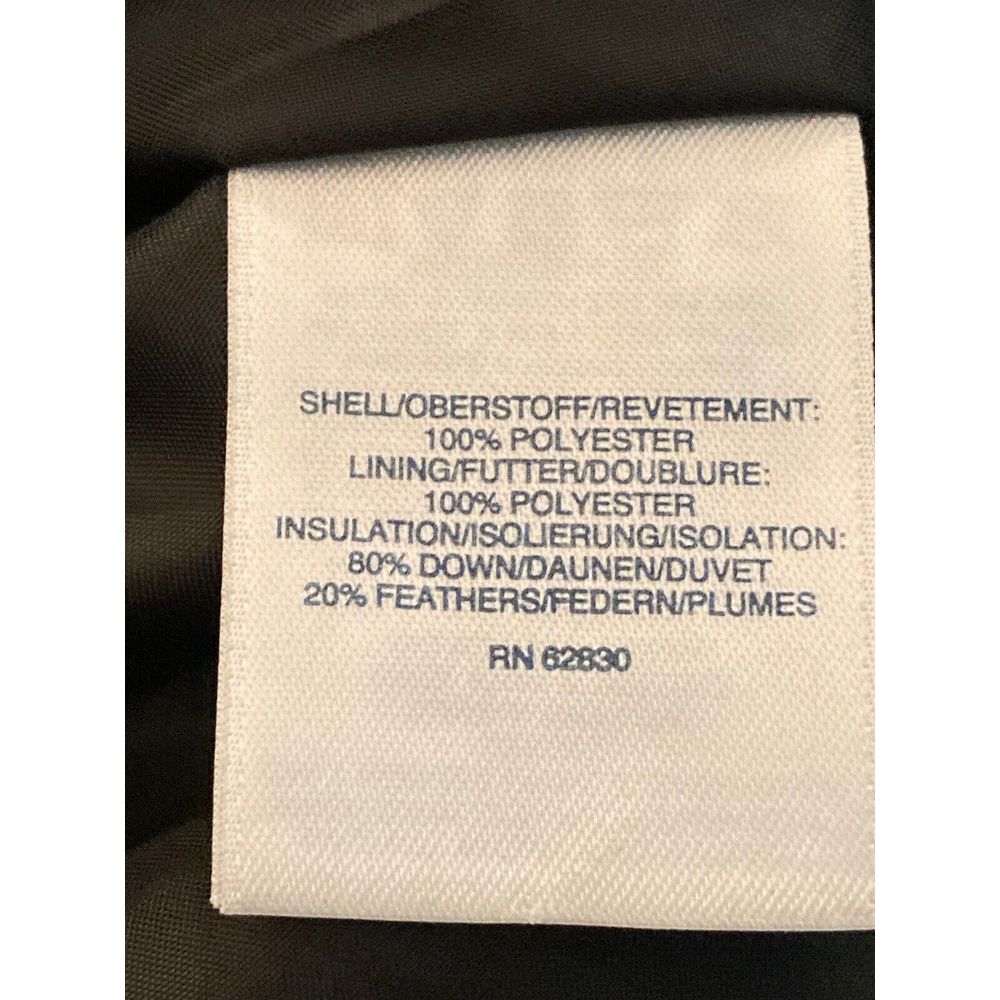 SHELL/OBERSTOFF/REVETEMENT:
100% POLYESTER
LINING/FUTTER/DOUBLURE:
100% POLYESTER
INSULATION/ISOLIERUNG/ISOLATION:
80% DOWN/DAUNEN/DUVET
20% FEATHERS/FEDERN/PLUMES
RN 62830